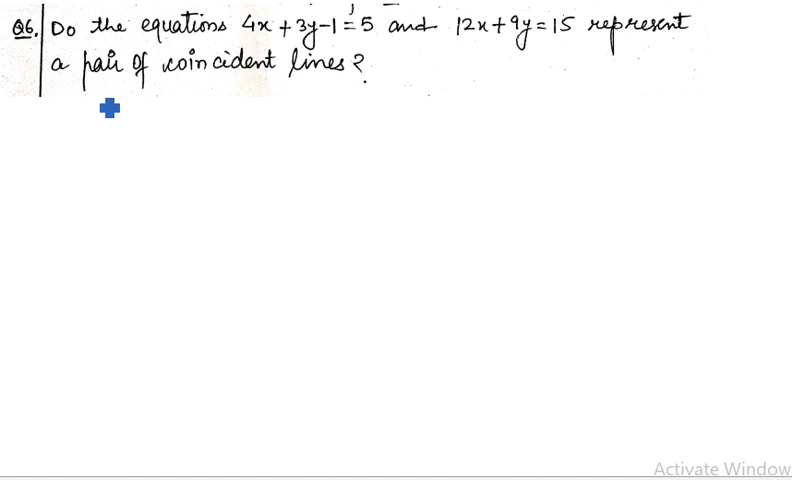 Q6. Do the equations 4x + 3y - 1 = 5 and 12x + 9y = 15 represent
a pair of coincident lines ?
Activate Window